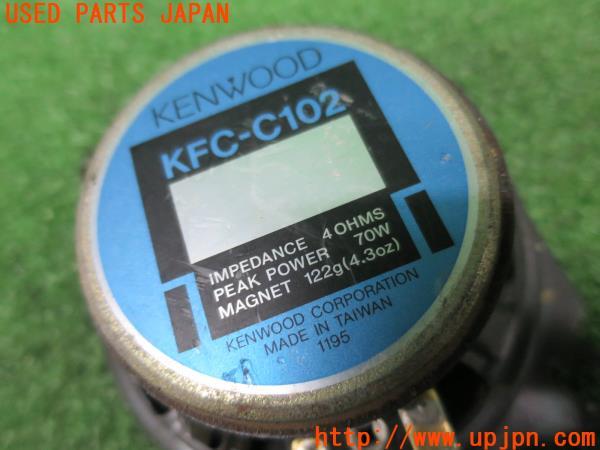 USED PARTS JAPAN
KENWOOD
KFC-C102
IMPEDANCE 4 OHMS
PEAK POWER 70W
MAGNET 122g(4.3oz)
KENWOOD CORPORATION
MADE IN TAIWAN
1195
http://www.upjpn.com